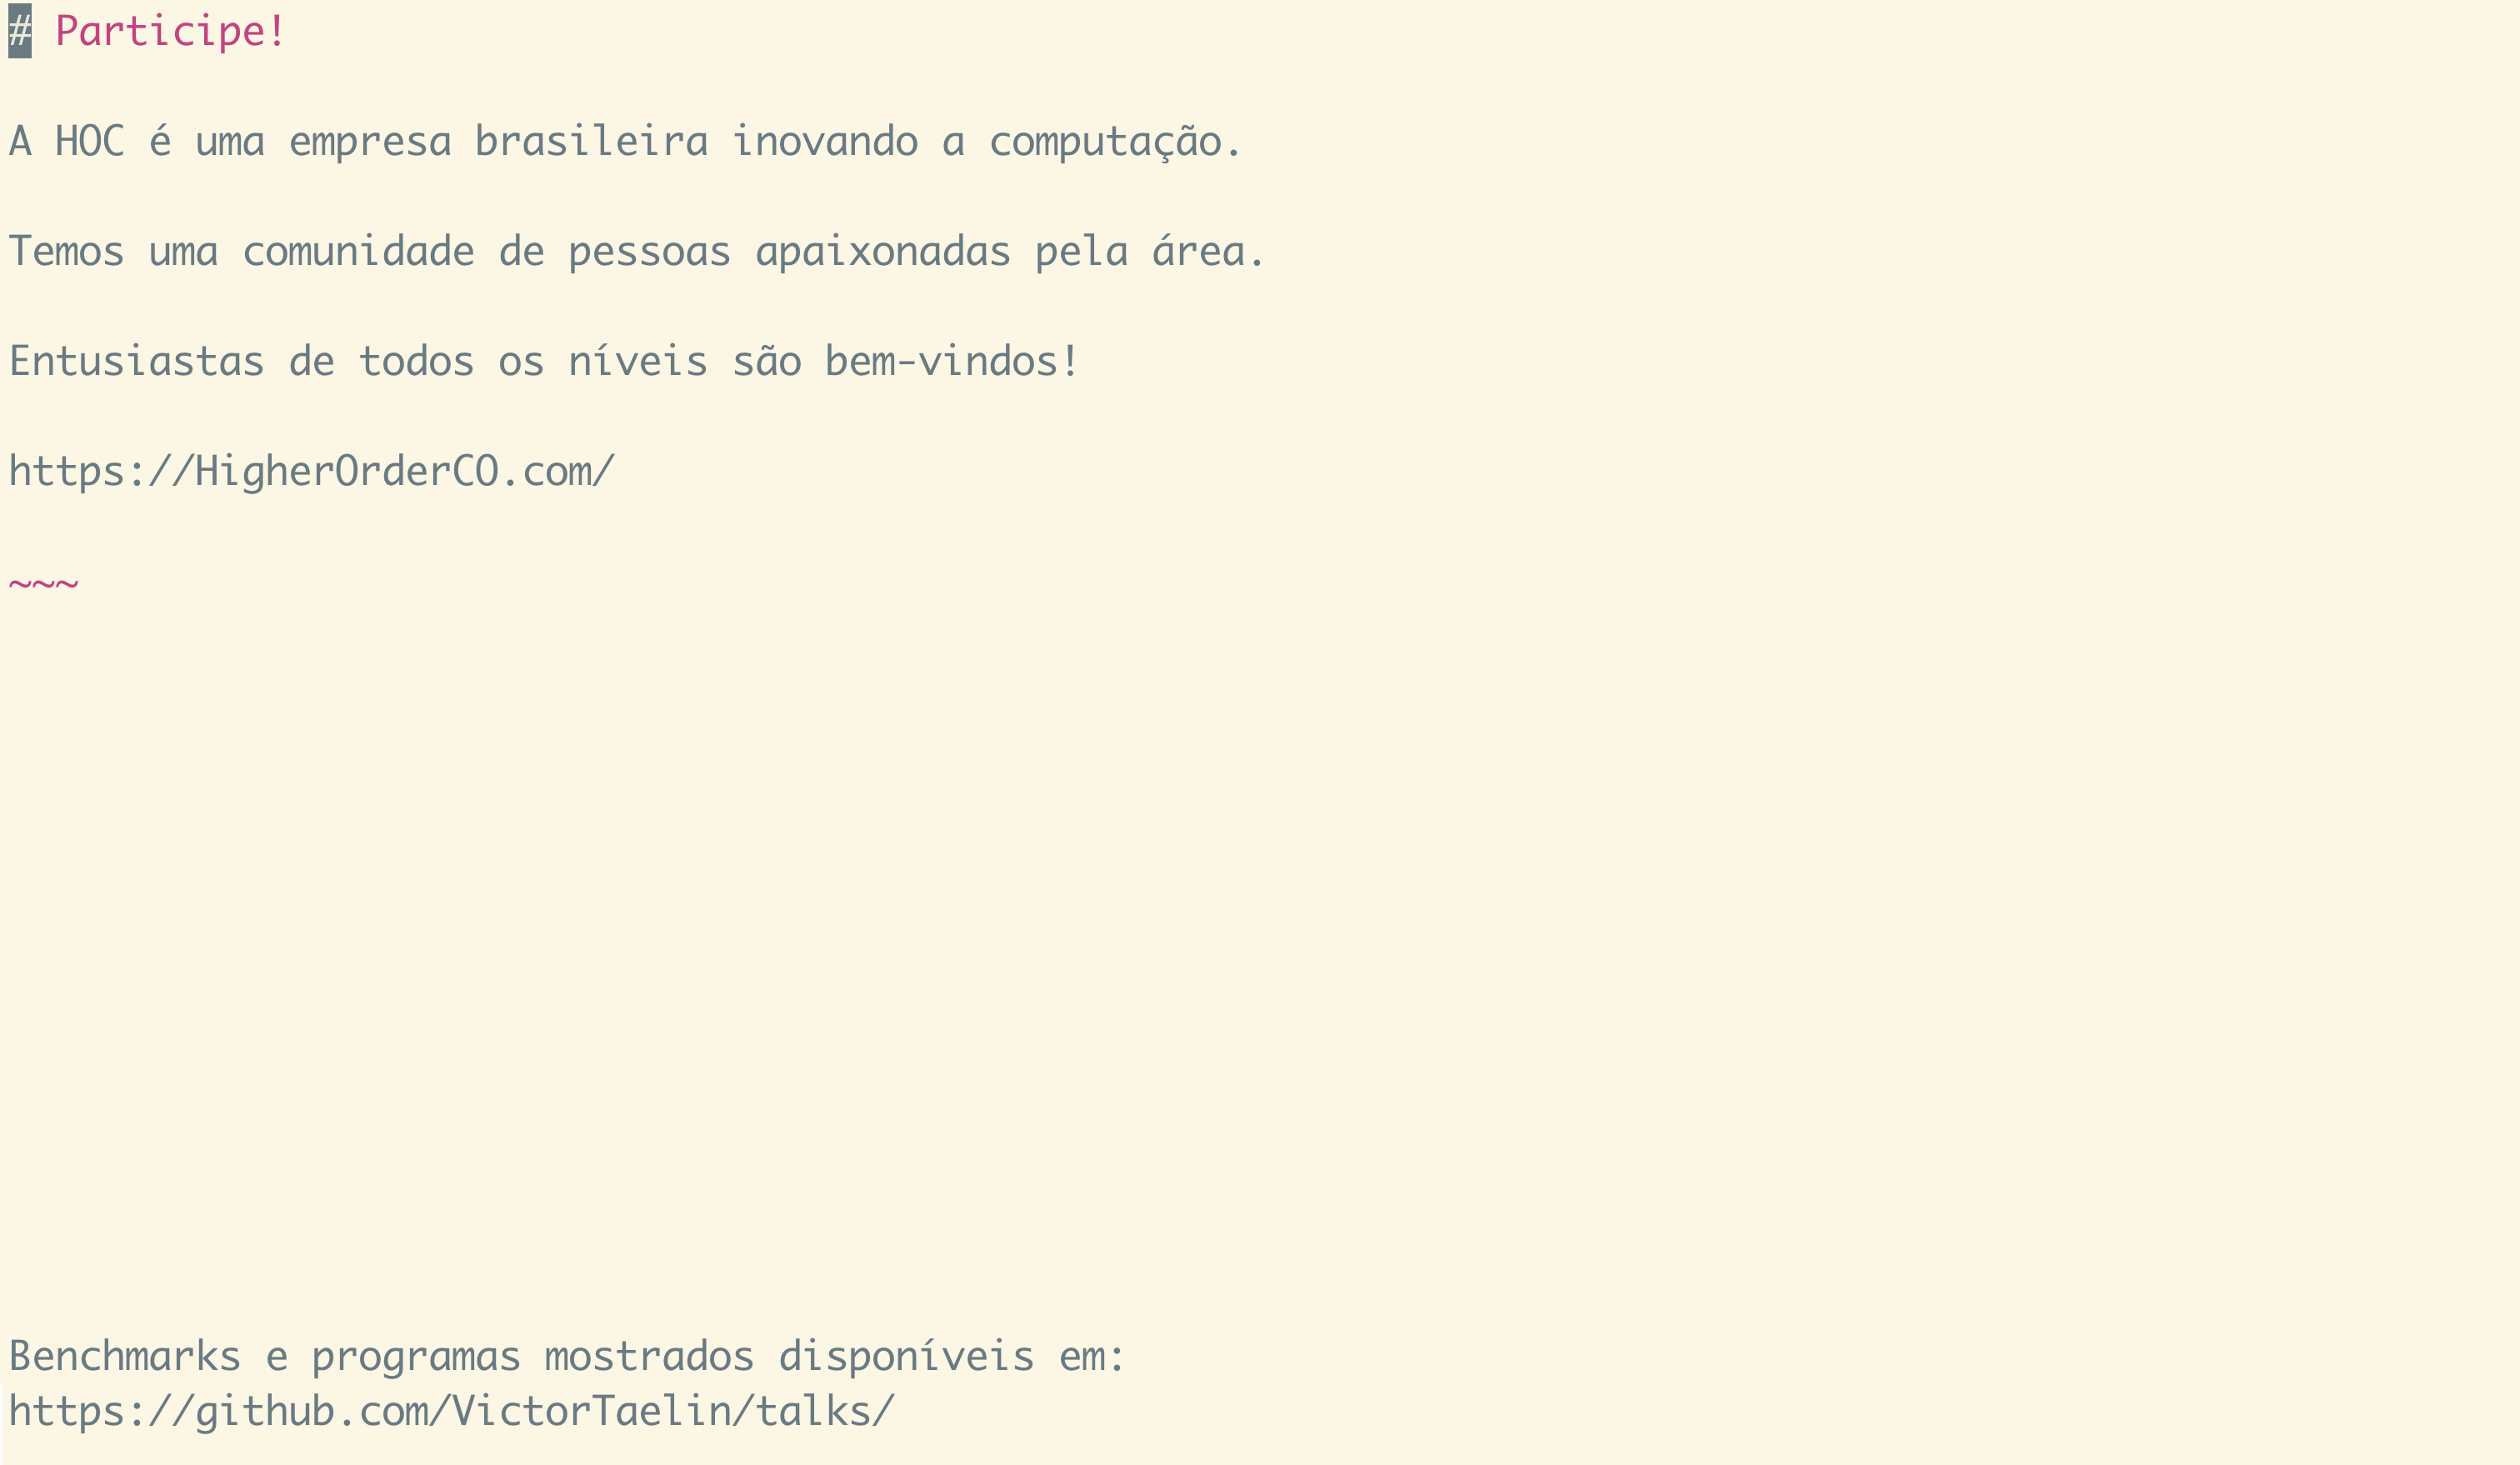 # Participe!
A HOC é uma empresa brasileira inovando a computação.
Temos uma comunidade de pessoas apaixonadas pela área.
Entusiastas de todos os níveis são bem-vindos!
https://HigherOrderCO.com/
~~~
Benchmarks e programas mostrados disponíveis em:
https://github.com/VictorTaelin/talks/